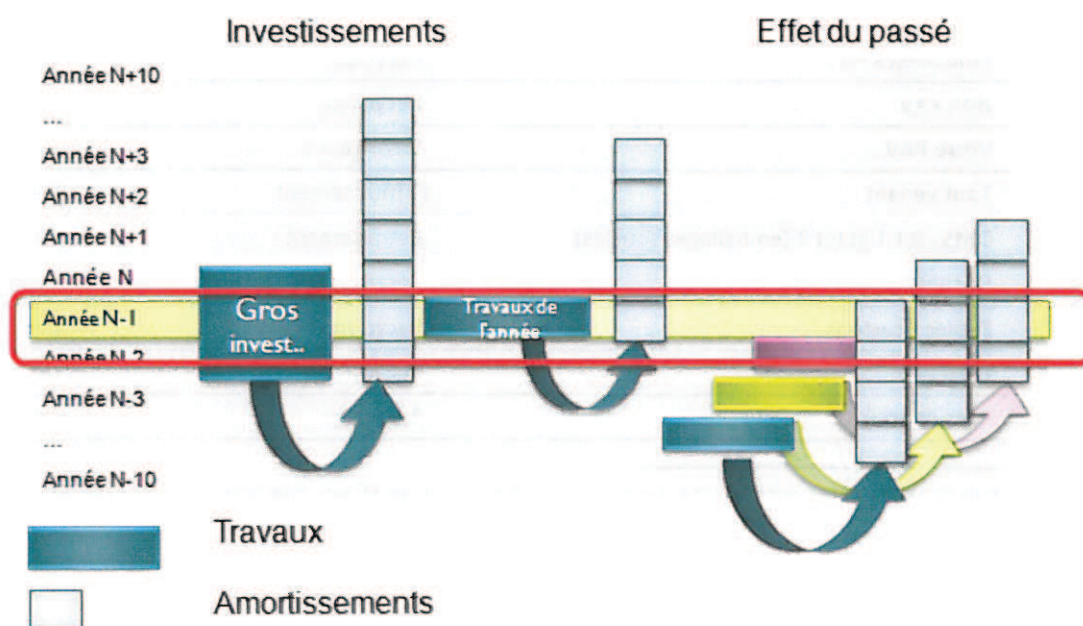 Investissements
Effet du passé
Année N+10
...
Année N+3
Année N+2
Année N+1
Année N
Année N-1
Année N-2
Année N-3
...
Année N-10
Gros
invest..
Travaux de
l'année
Travaux
Amortissements